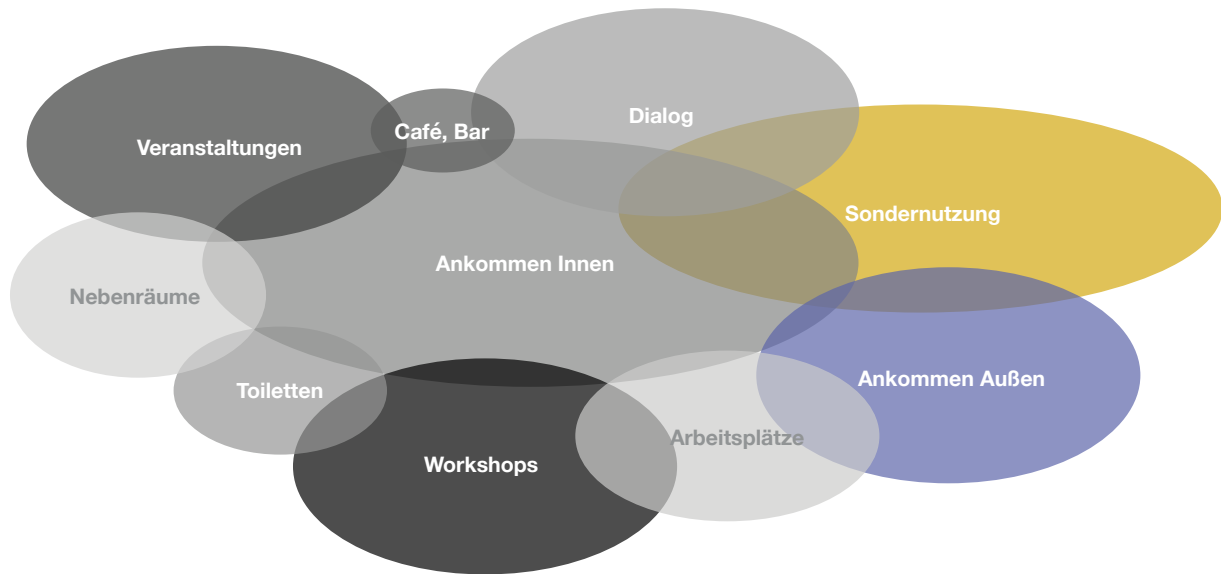 Dialog
Café, Bar
Veranstaltungen
Sondernutzung
Ankommen Innen
Nebenräume
Ankommen Außen
Toiletten
Arbeitsplätze
Workshops